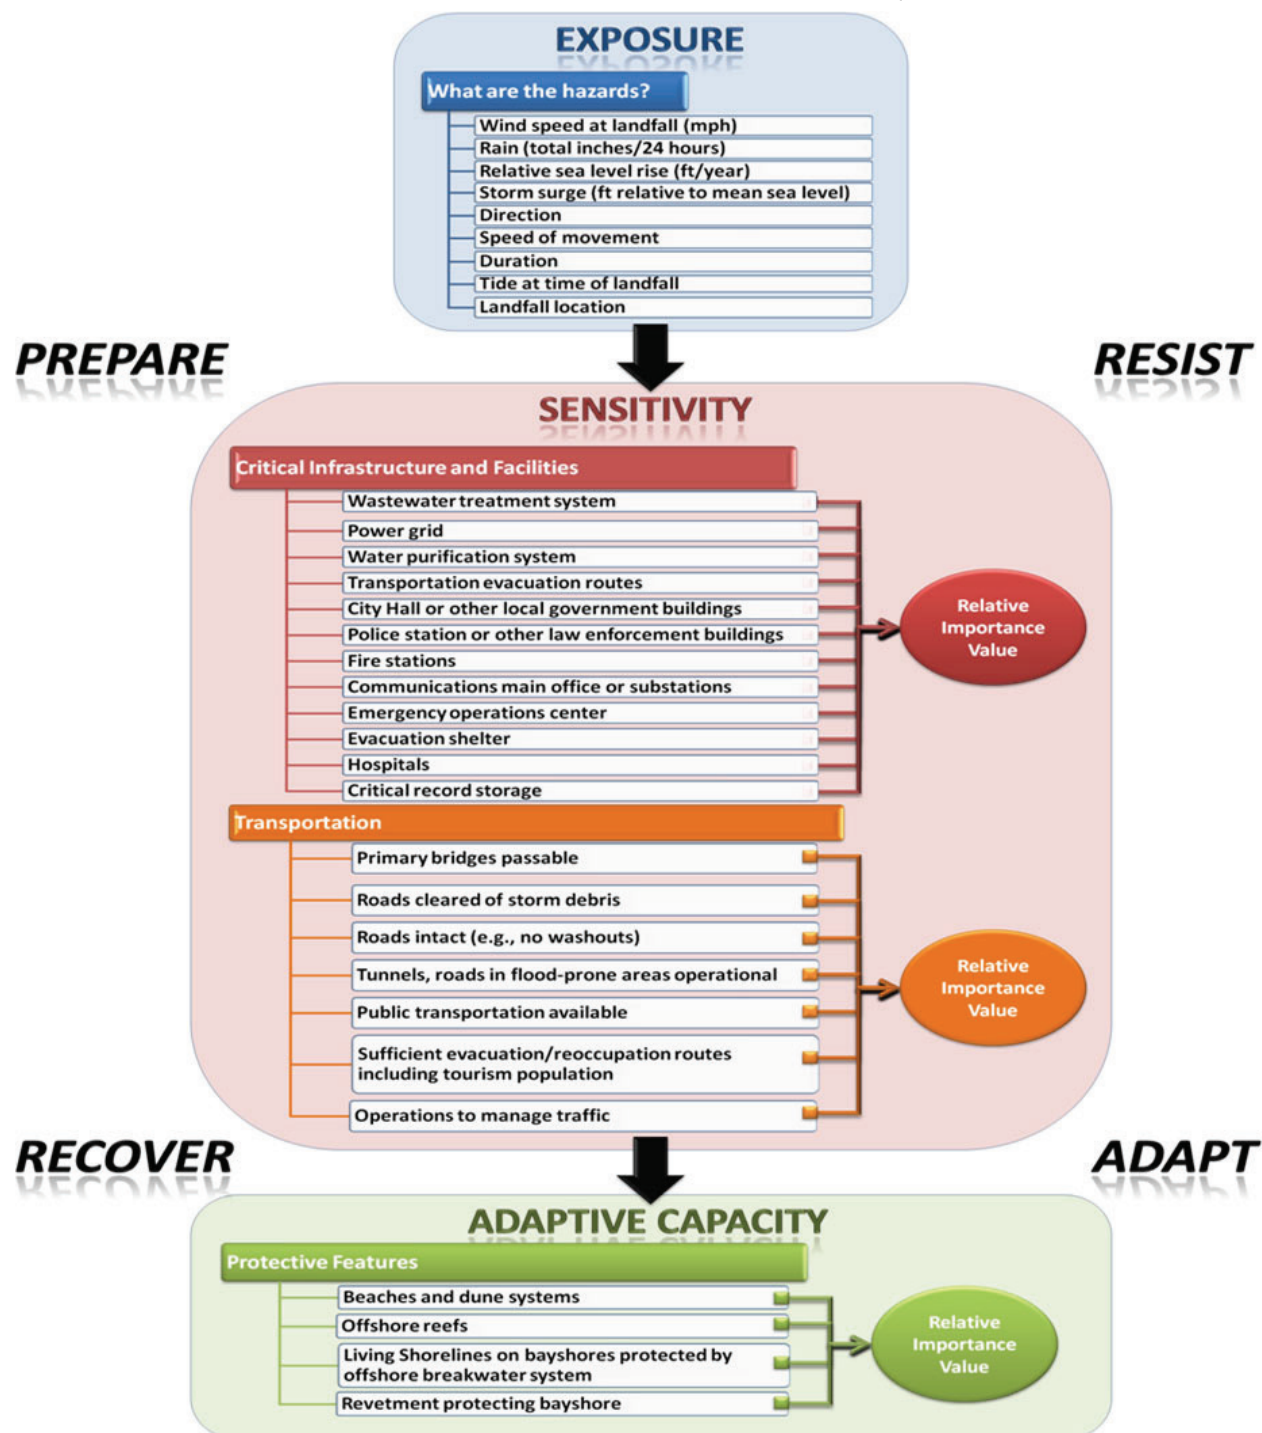 EXPOSURE
What are the hazards?
Wind speed at landfall (mph)
Rain (total inches/24 hours)
Relative sea level rise (ft/year)
Storm surge (ft relative to mean sea level)
Direction
Speed of movement
Duration
Tide at time of landfall
Landfall location
PREPARE
RESIST
SENSITIVITY
Critical Infrastructure and Facilities
Wastewater treatment system
Power grid
Water purification system
Transportation evacuation routes
City Hall or other local government buildings
Police station or other law enforcement buildings
Fire stations
Communications main office or substations
Emergency operations center
Evacuation shelter
Hospitals
Critical record storage
Relative
Importance
Value
Transportation
Primary bridges passable
Roads cleared of storm debris
Roads intact (e.g., no washouts)
Tunnels, roads in flood-prone areas operational
Public transportation available
Sufficient evacuation/reoccupation routes
including tourism population
Operations to manage traffic
Relative
Importance
Value
RECOVER
ADAPT
ADAPTIVE CAPACITY
Protective Features
Beaches and dune systems
Offshore reefs
Living Shorelines on bayshores protected by
offshore breakwater system
Revetment protecting bayshore
Relative
Importance
Value